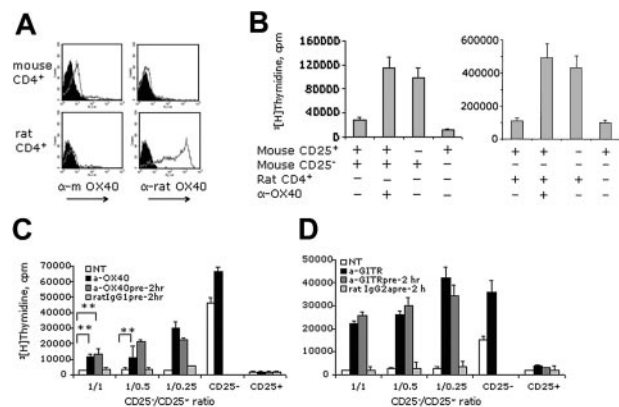 A
mouse
CD4+
rat
CD4+
α-m OX40
α-rat OX40
B
³[H]Thymidine, cpm
160000
120000
80000
40000
0
600000
400000
200000
0
Mouse CD25+ + + − +
Mouse CD25- + + + −
Rat CD4+
α-OX40 − + − −
+ + − +
+ + + −
− + − −
C
³[H]Thymidine, cpm
70000
60000
50000
40000
30000
20000
10000
0
NT
a-OX40
a-OX40pre-2hr
ratIgG1pre-2hr
**
**
**
1/1
1/0.5
1/0.25
CD25-
CD25+
CD25-/CD25+ ratio
D
³[H]Thymidine, cpm
50000
40000
30000
20000
10000
0
NT
a-GITR
a-GITRpre-2 hr
rat IgG2apre-2 h
1/1
1/0.5
1/0.25
CD25-
CD25+
CD25-/CD25+ ratio